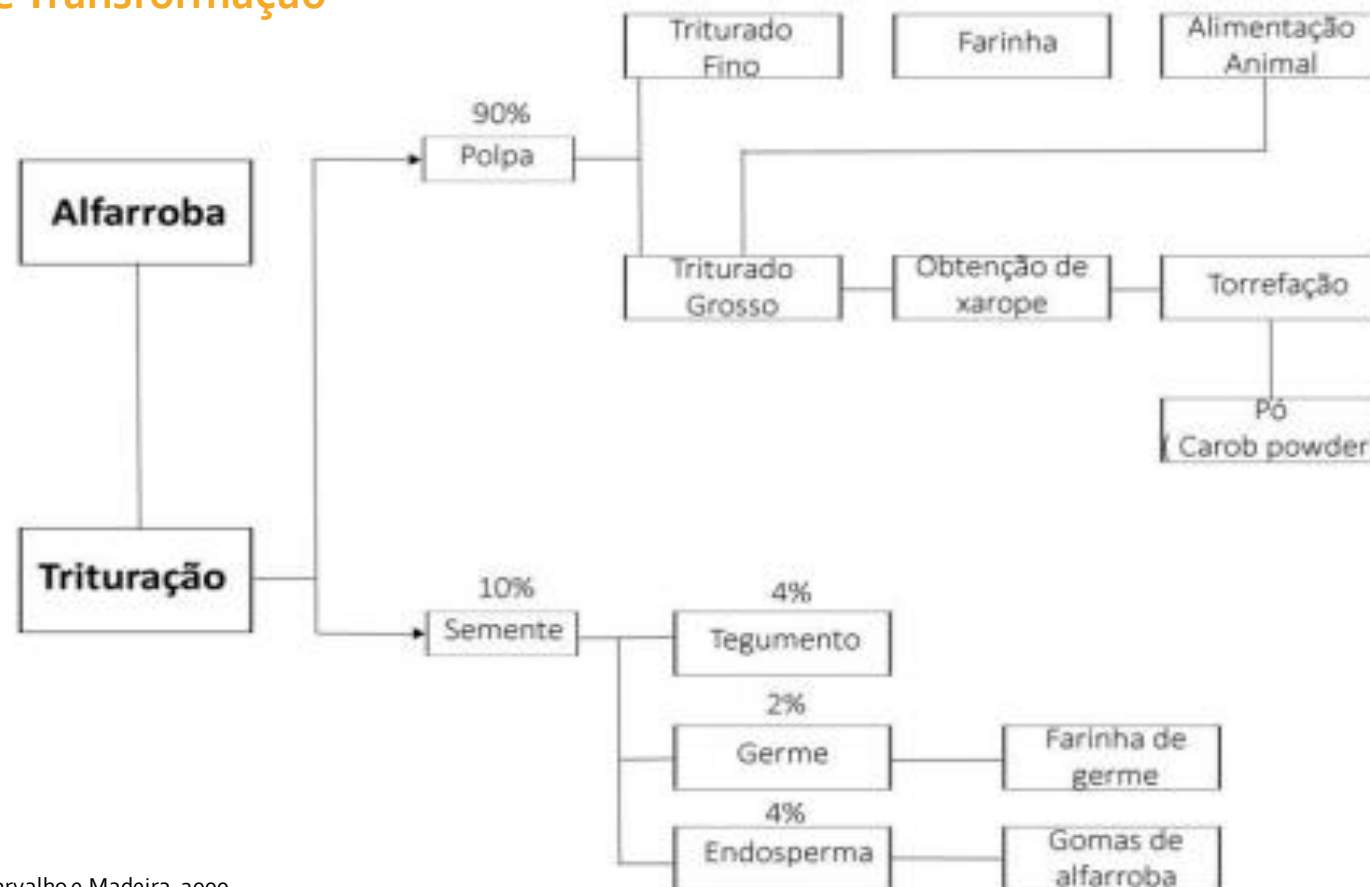 e Transformação
Triturado
Fino
Farinha
Alimentação
Animal
90%
Polpa
Alfarroba
Triturado
Grosso
Obtenção de
xarope
Torrefação
Pó
( Carob powder
Trituração
10%
Semente
4%
Tegumento
2%
Germe
Farinha de
germe
4%
Endosperma
Gomas de
alfarroba